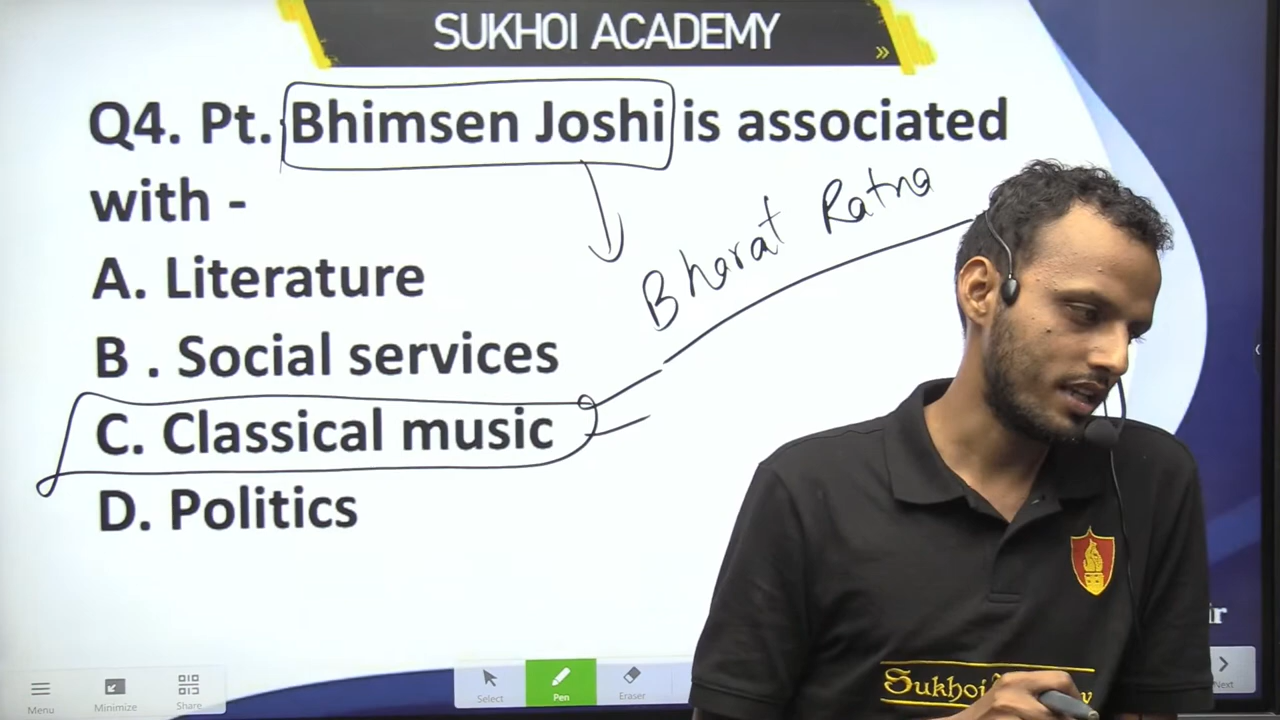 SUKHOI ACADEMY
»
Q4. Pt. Bhimsen Joshi is associated
with -
Bharat Ratna
A. Literature
B . Social services
C. Classical music
D. Politics
ir
Menu
Minimize
Share
Select
Pen
Eraser
Next
Sukhoi